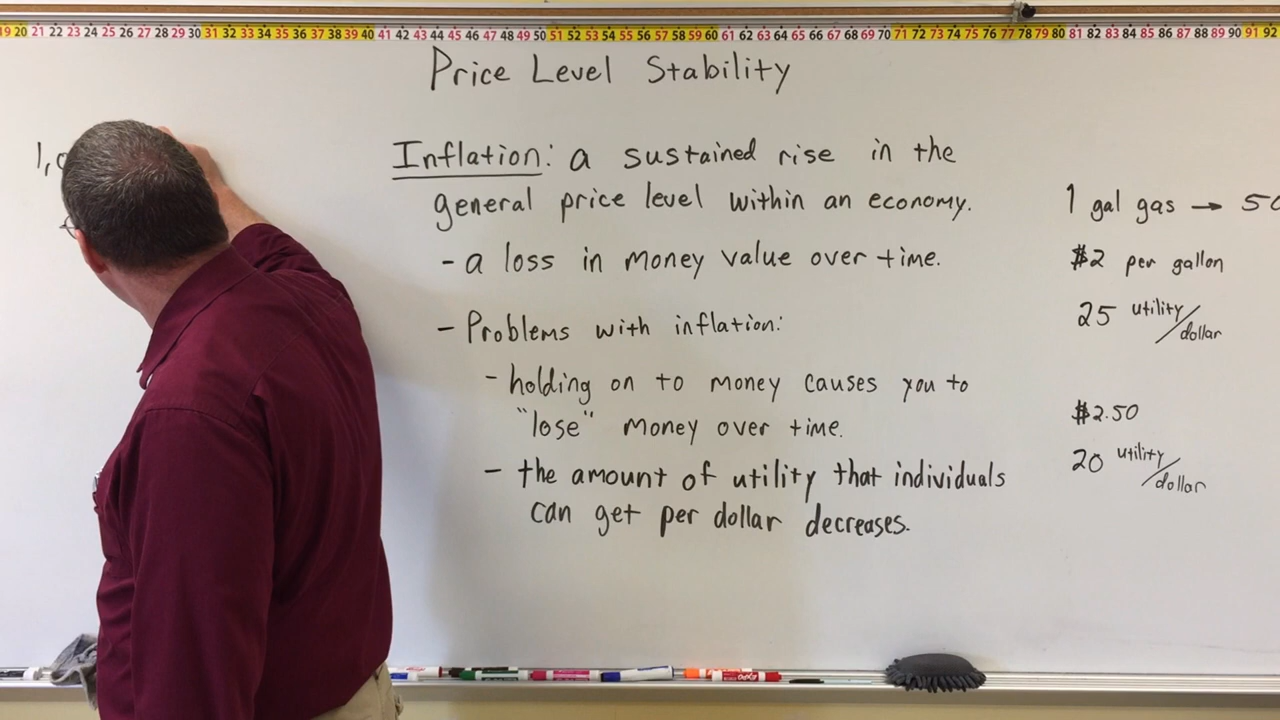 19 20 21 22 23 24 25 26 27 28 29 30 31 32 33 34 35 36 37 38 39 40 41 42 43 44 45 46 47 48 49 50 51 52 53 54 55 56 57 58 59 60 61 62 63 64 65 66 67 68 69 70 71 72 73 74 75 76 77 78 79 80 81 82 83 84 85 86 87 88 89 90 91 92
Price Level Stability
Inflation: a sustained rise in the
general price level within an economy.
- a loss in money value over time.
- Problems with inflation:
- holding on to money causes you to
"lose" money over time.
- the amount of utility that individuals
can get per dollar decreases.
1 gal gas → 50
$2 per gallon
25 utility/dollar
$2.50
20 utility/dollar